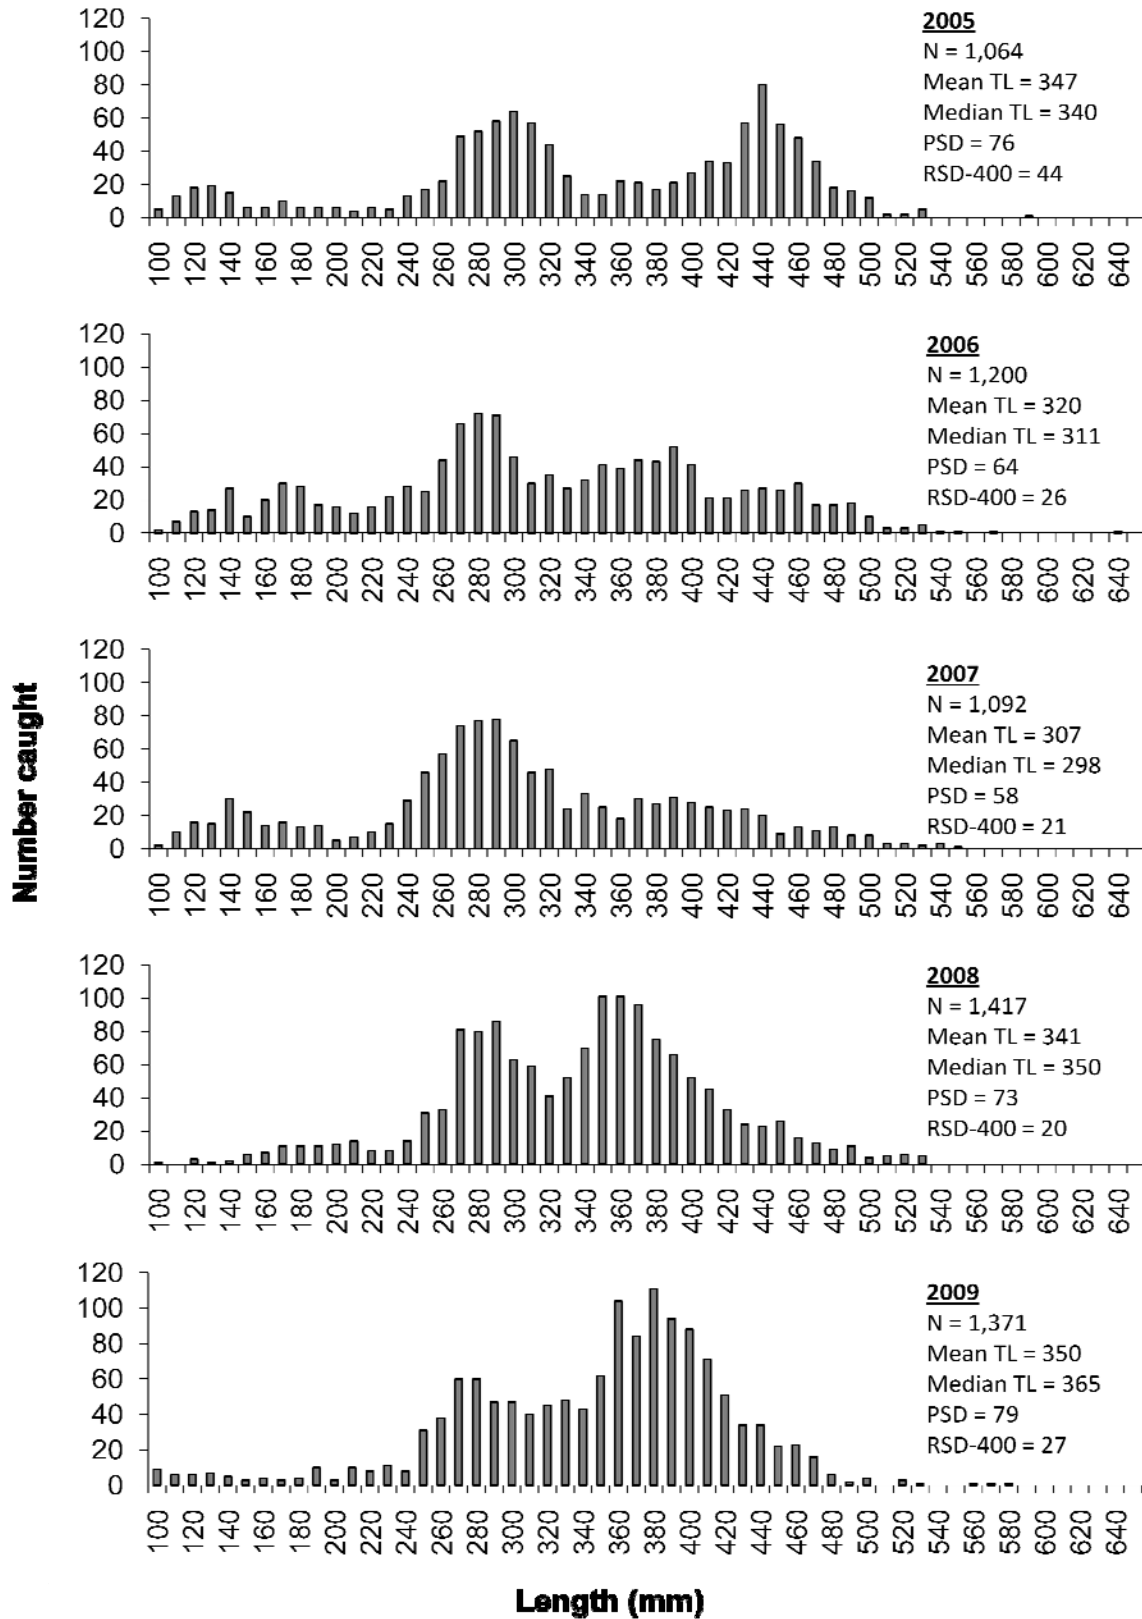 120
100
80
60
40
20
0
2005
N = 1,064
Mean TL = 347
Median TL = 340
PSD = 76
RSD-400 = 44
100 120 140 160 180 200 220 240 260 280 300 320 340 360 380 400 420 440 460 480 500 520 540 560 580 600 620 640
120
100
80
60
40
20
0
2006
N = 1,200
Mean TL = 320
Median TL = 311
PSD = 64
RSD-400 = 26
100 120 140 160 180 200 220 240 260 280 300 320 340 360 380 400 420 440 460 480 500 520 540 560 580 600 620 640
Number caught
120
100
80
60
40
20
0
2007
N = 1,092
Mean TL = 307
Median TL = 298
PSD = 58
RSD-400 = 21
100 120 140 160 180 200 220 240 260 280 300 320 340 360 380 400 420 440 460 480 500 520 540 560 580 600 620 640
120
100
80
60
40
20
0
2008
N = 1,417
Mean TL = 341
Median TL = 350
PSD = 73
RSD-400 = 20
100 120 140 160 180 200 220 240 260 280 300 320 340 360 380 400 420 440 460 480 500 520 540 560 580 600 620 640
120
100
80
60
40
20
0
2009
N = 1,371
Mean TL = 350
Median TL = 365
PSD = 79
RSD-400 = 27
100 120 140 160 180 200 220 240 260 280 300 320 340 360 380 400 420 440 460 480 500 520 540 560 580 600 620 640
Length (mm)